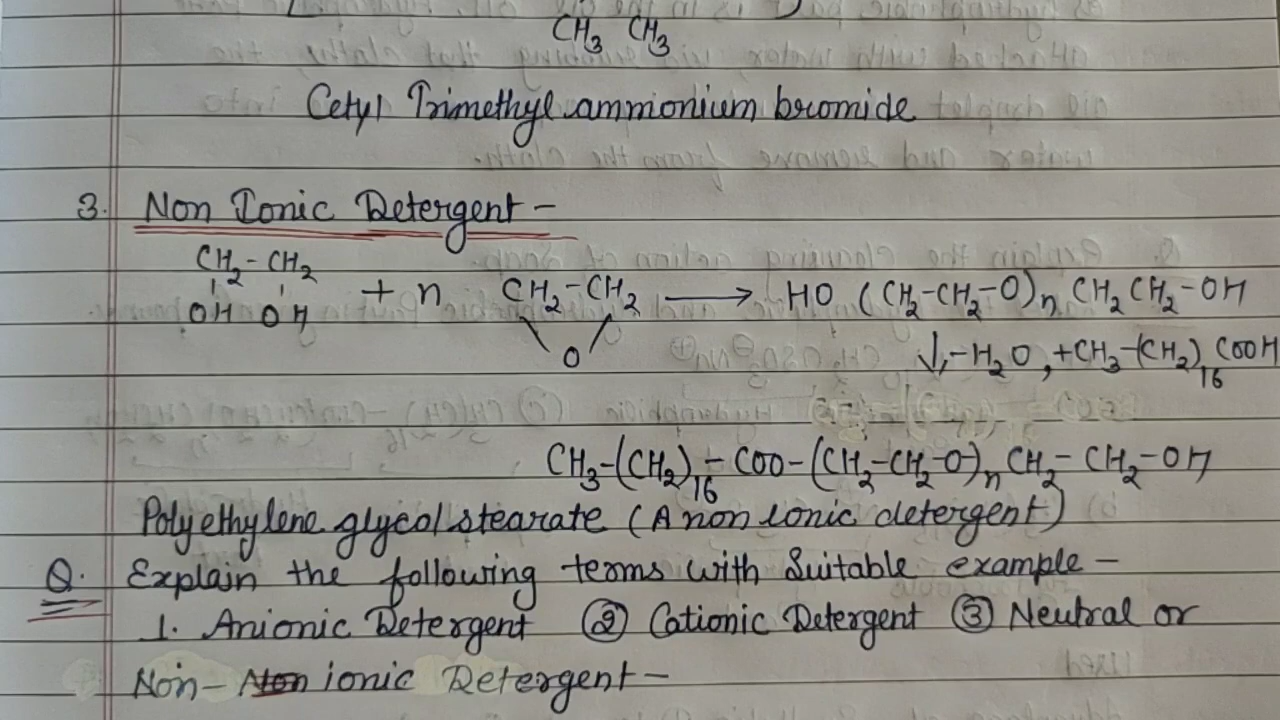 CH3 CH3
Cetyl Trimethyl ammonium bromide
3. Non Ionic Detergent -
CH2 - CH2
OH OH
+ n CH2-CH2 ⟶ HO (CH2-CH2-O)n CH2 CH2-OH
O
↓, -H2O, +CH3-(CH2)16 COOH
CH3-(CH2)16 - COO-(CH2-CH2-O)n CH2- CH2-OH
Polyethylene glycol stearate (A non ionic detergent)
Q. Explain the following terms with Suitable example -
1. Anionic Detergent ② Cationic Detergent ③ Neutral or
Non- ionic Detergent -